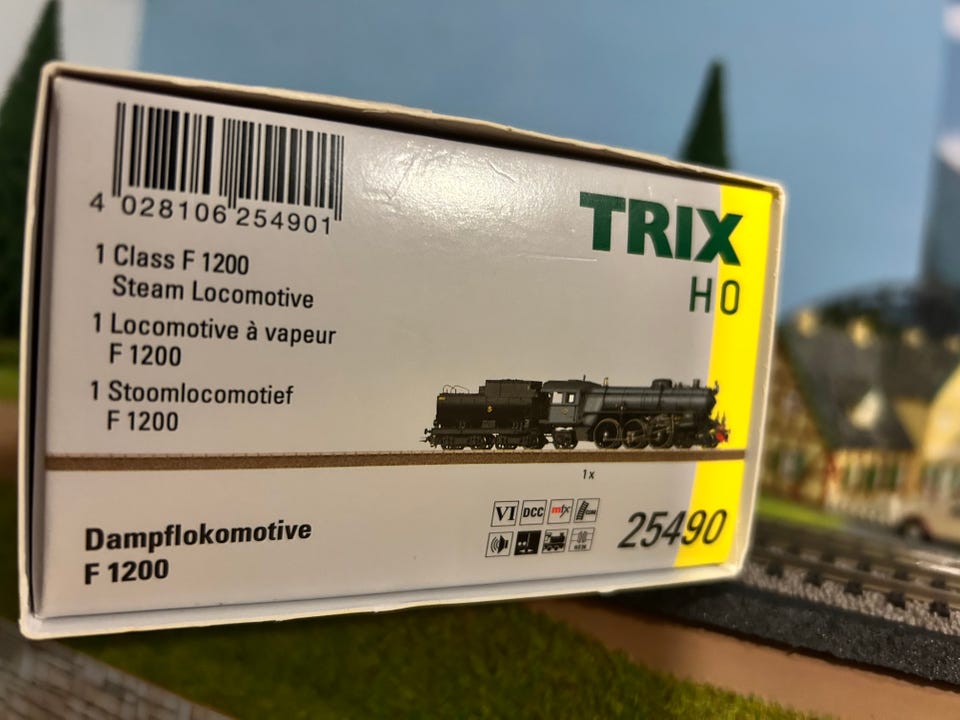 4 028106 254901
1 Class F 1200
Steam Locomotive
1 Locomotive à vapeur
F 1200
1 Stoomlocomotief
F 1200
TRIX
H0
1x
Dampflokomotive
F 1200
VI DCC mfx
25490